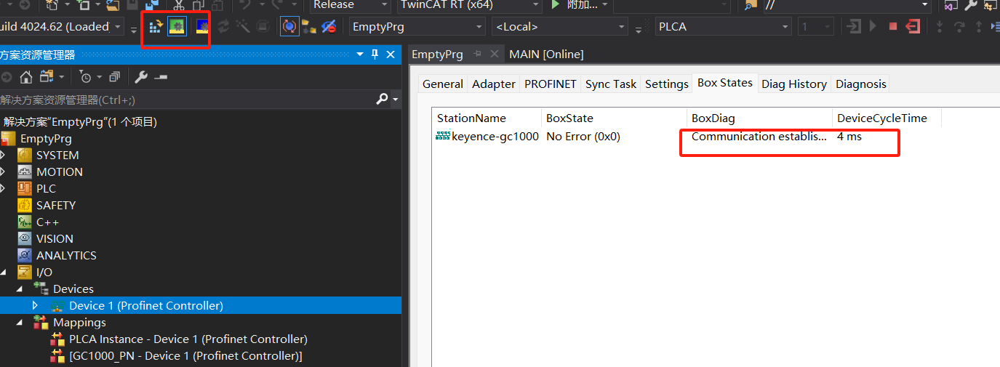 Release TwinCAT RT (x64) 附加... //
uild 4024.62 (Loaded) EmptyPrg <Local> PLCA 1
方案资源管理器
EmptyPrg MAIN [Online]
解决方案资源管理器(Ctrl+;)
解决方案"EmptyPrg"(1 个项目)
EmptyPrg
SYSTEM
MOTION
PLC
SAFETY
C++
VISION
ANALYTICS
I/O
Devices
Device 1 (Profinet Controller)
Mappings
PLCA Instance - Device 1 (Profinet Controller)
[GC1000_PN - Device 1 (Profinet Controller)]
General Adapter PROFINET Sync Task Settings Box States Diag History Diagnosis
StationName BoxState BoxDiag DeviceCycleTime
keyence-gc1000 No Error (0x0) Communication establis... 4 ms